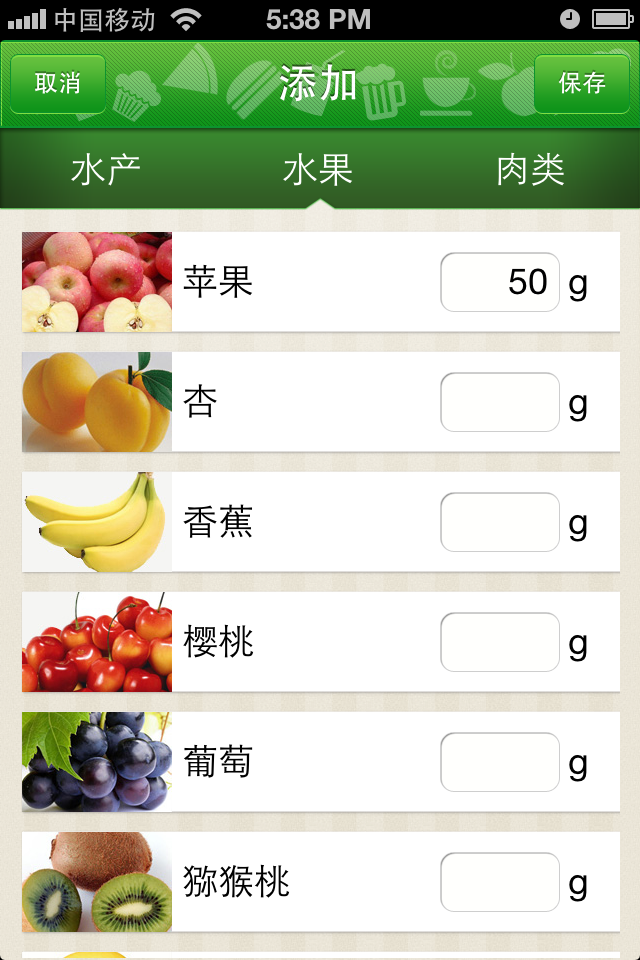 中国移动 5:38 PM
取消 添加 保存
水产 水果 肉类
苹果 50 g
杏 g
香蕉 g
樱桃 g
葡萄 g
猕猴桃 g